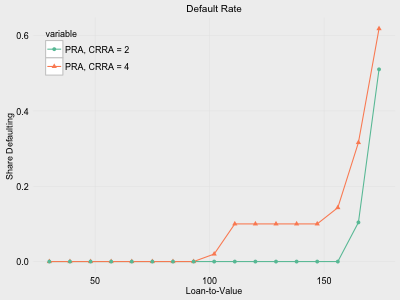 Default Rate
variable
PRA, CRRA = 2
PRA, CRRA = 4
Share Defaulting
0.6
0.4
0.2
0.0
50
100
150
Loan-to-Value